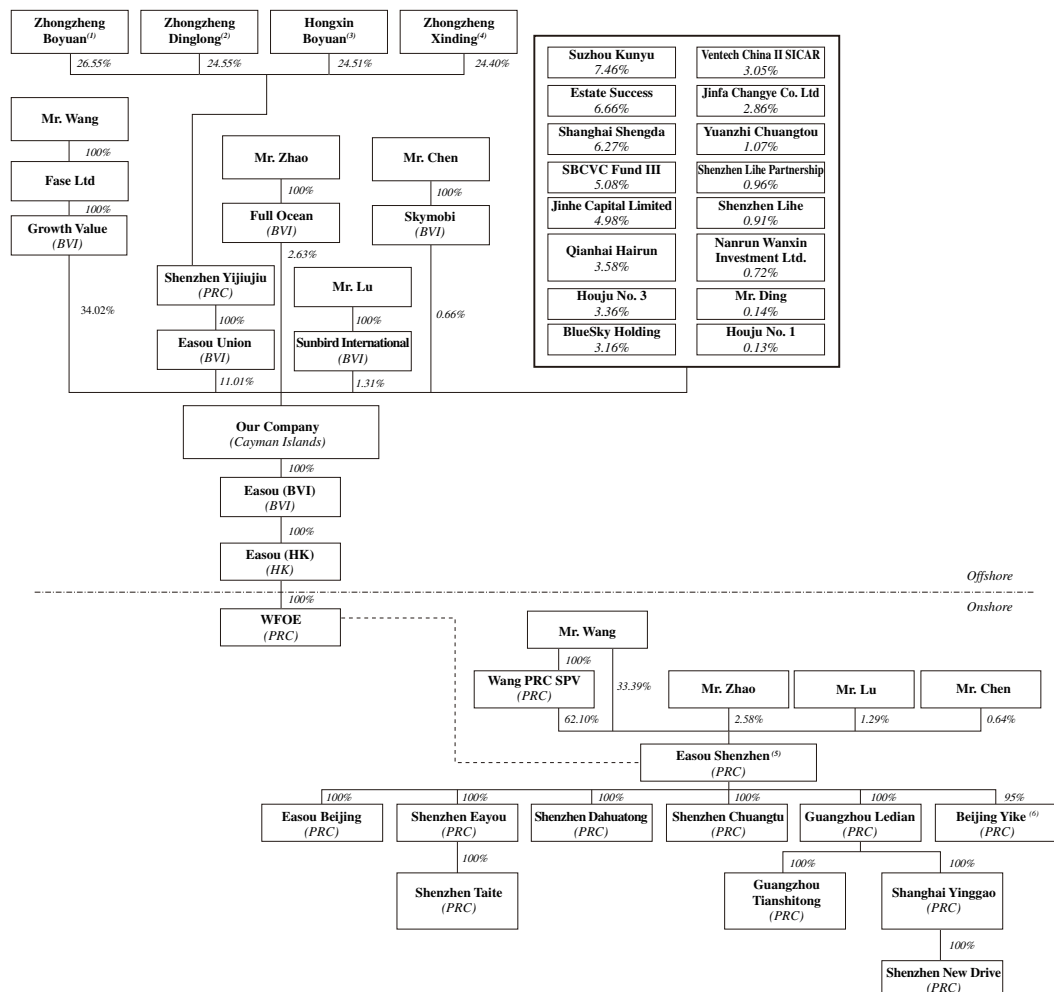 Zhongzheng
Boyuan(1)
Zhongzheng
Dinglong(2)
Hongxin
Boyuan(3)
Zhongzheng
Xinding(4)
26.55%
24.55%
24.51%
24.40%
Mr. Wang
100%
Fase Ltd
100%
Growth Value
(BVI)
34.02%
Shenzhen Yijiujiu
(PRC)
100%
Easou Union
(BVI)
11.01%
Mr. Zhao
100%
Full Ocean
(BVI)
2.63%
Mr. Lu
100%
Sunbird International
(BVI)
1.31%
Mr. Chen
100%
Skymobi
(BVI)
0.66%
Suzhou Kunyu
7.46%
Estate Success
6.66%
Shanghai Shengda
6.27%
SBCVC Fund III
5.08%
Jinhe Capital Limited
4.98%
Qianhai Hairun
3.58%
Houju No. 3
3.36%
BlueSky Holding
3.16%
Ventech China II SICAR
3.05%
Jinfa Changye Co. Ltd
2.86%
Yuanzhi Chuangtou
1.07%
Shenzhen Lihe Partnership
0.96%
Shenzhen Lihe
0.91%
Nanrun Wanxin
Investment Ltd.
0.72%
Mr. Ding
0.14%
Houju No. 1
0.13%
Our Company
(Cayman Islands)
100%
Easou (BVI)
(BVI)
100%
Easou (HK)
(HK)
Offshore
100%
Onshore
WFOE
(PRC)
Mr. Wang
100%
33.39%
Wang PRC SPV
(PRC)
62.10%
Mr. Zhao
2.58%
Mr. Lu
1.29%
Mr. Chen
0.64%
Easou Shenzhen(5)
(PRC)
100%
100%
100%
100%
100%
95%
Easou Beijing
(PRC)
Shenzhen Eayou
(PRC)
Shenzhen Dahuatong
(PRC)
Shenzhen Chuangtu
(PRC)
Guangzhou Ledian
(PRC)
Beijing Yike(6)
(PRC)
100%
100%
100%
Shenzhen Taite
(PRC)
Guangzhou
Tianshitong
(PRC)
Shanghai Yinggao
(PRC)
100%
Shenzhen New Drive
(PRC)